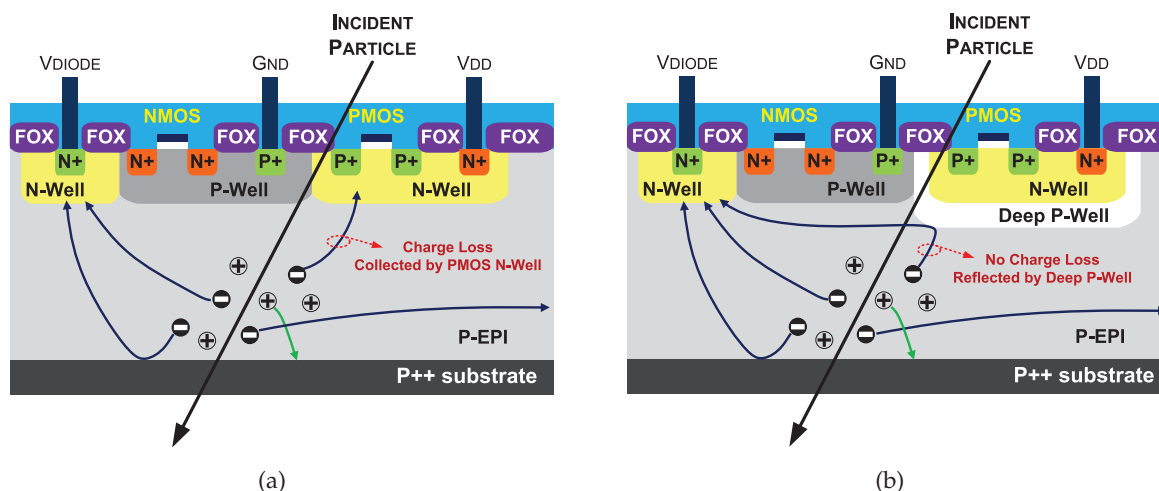 INCIDENT
PARTICLE
VDIODE
GND
VDD
NMOS
PMOS
FOX
FOX
FOX
FOX
FOX
FOX
N+
N+
N+
P+
P+
P+
N+
N-Well
P-Well
N-Well
Charge Loss
Collected by PMOS N-Well
P-EPI
P++ substrate
(a)
INCIDENT
PARTICLE
VDIODE
GND
VDD
NMOS
PMOS
FOX
FOX
FOX
FOX
FOX
FOX
N+
N+
N+
P+
P+
P+
N+
N-Well
P-Well
N-Well
Deep P-Well
No Charge Loss
Reflected by Deep P-Well
P-EPI
P++ substrate
(b)